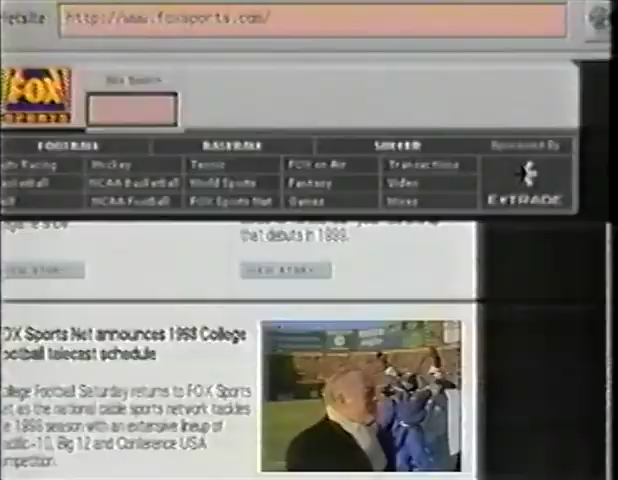 http://www.foxsports.com/
FOX
SPORTS
FOOTBALL BASEBALL SOCCER Sponsored By
Racing Hockey Tennis FOX on Air Transactions
NCAA Basketball World Sports Fantasy Video
NCAA Football FOX Sports Net Games
E*TRADE
that debuts in 1999.
VIEW STORY VIEW STORY
FOX Sports Net announces 1998 College
football telecast schedule
College Football Saturday returns to FOX Sports
Net as the national cable sports network tackles
the 1998 season with an extensive lineup of
Pacific-10, Big 12 and Conference USA
competition.